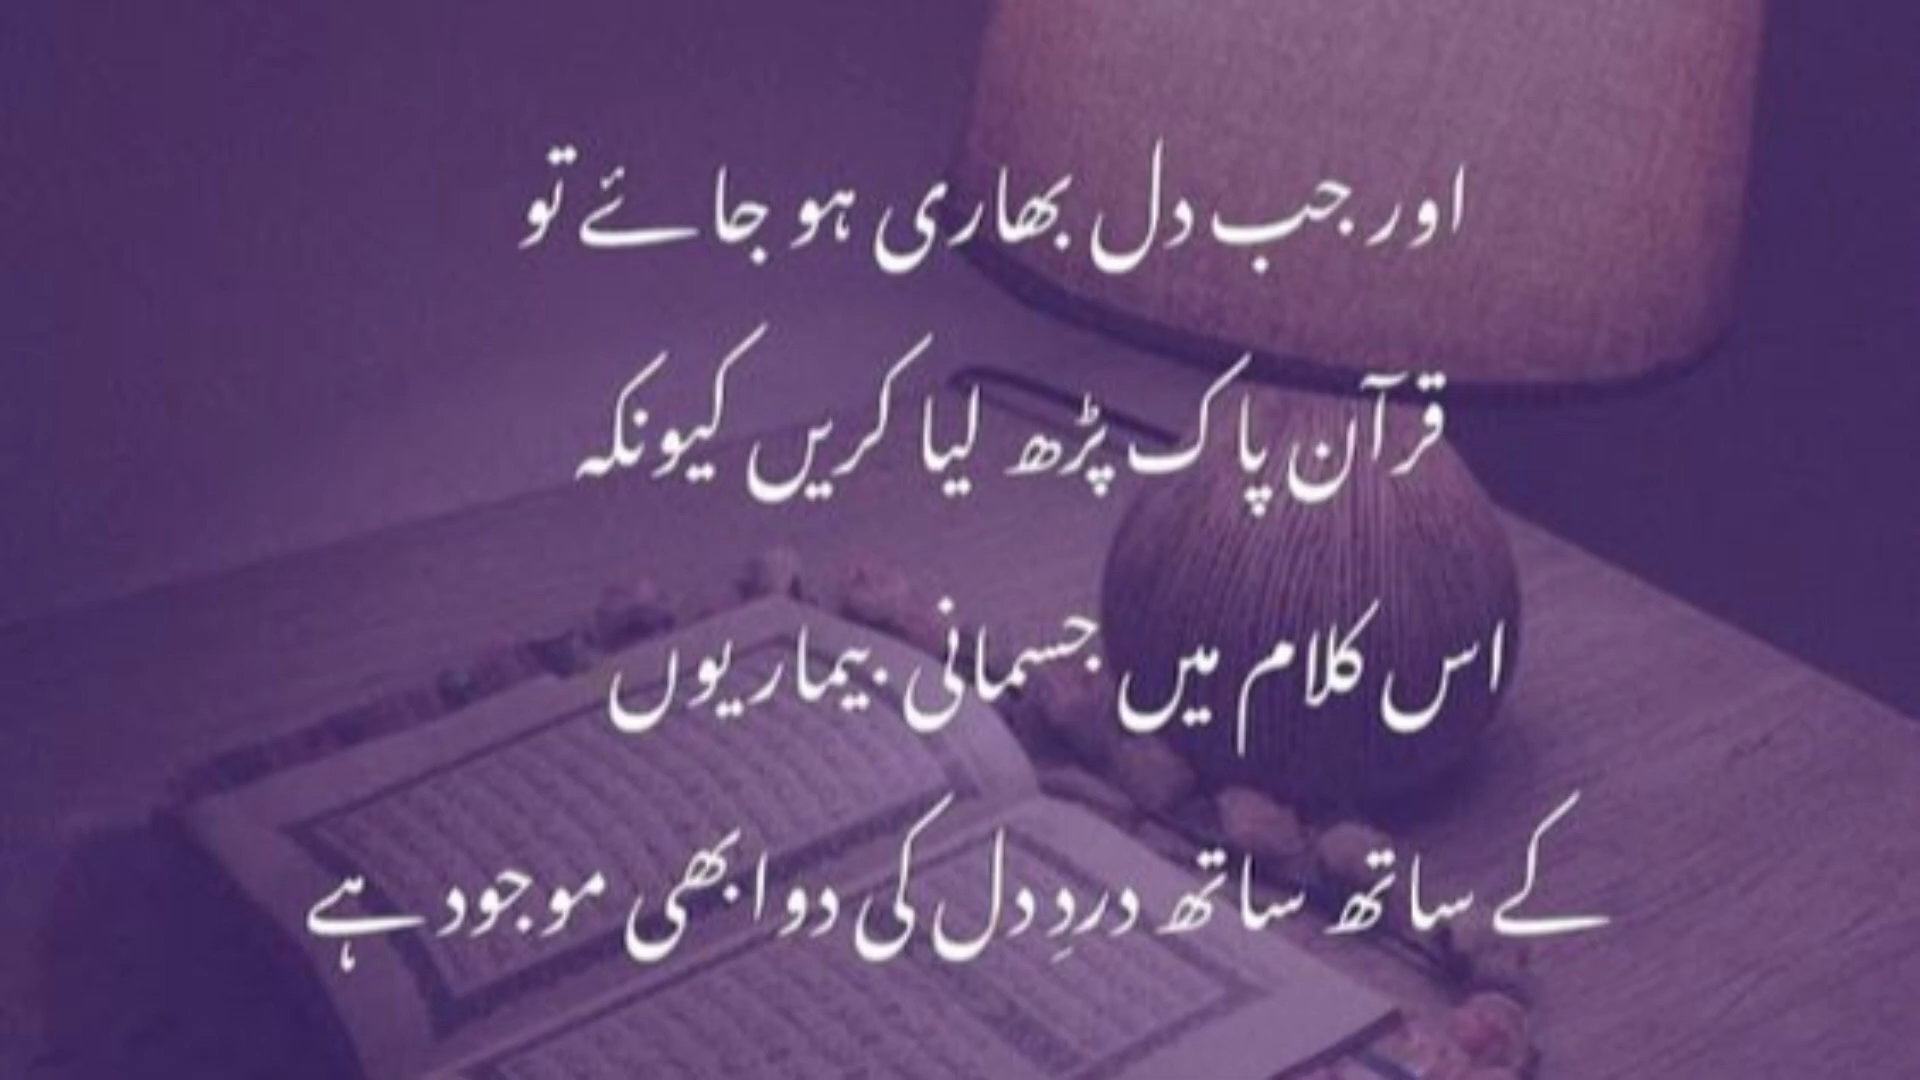 اور جب دل بھاری ہو جائے تو
قرآن پاک پڑھ لیا کریں کیونکہ
اس کلام میں جسمانی بیماریوں
کے ساتھ ساتھ دردِ دل کی دوا بھی موجود ہے